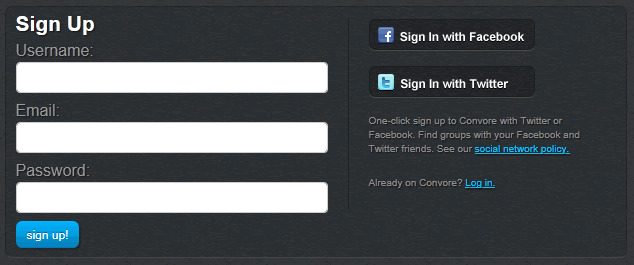 Sign Up
Username:
Email:
Password:
sign up!
Sign In with Facebook
Sign In with Twitter
One-click sign up to Convore with Twitter or
Facebook. Find groups with your Facebook and
Twitter friends. See our social network policy.
Already on Convore? Log in.